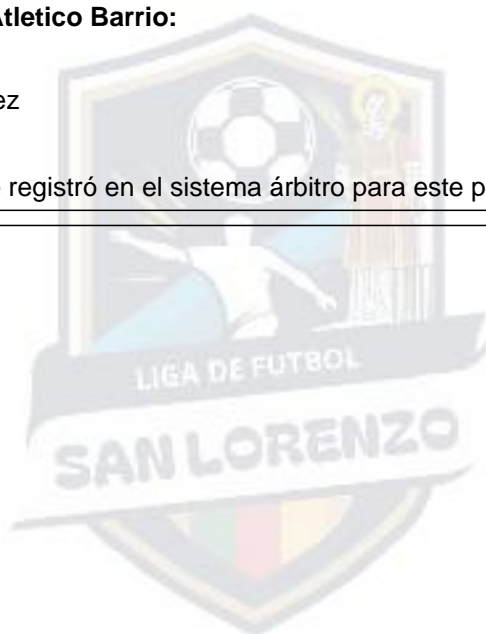 Atletico Barrio:
ez
registró en el sistema árbitro para este p
LIGA DE FUTBOL
SAN LORENZO